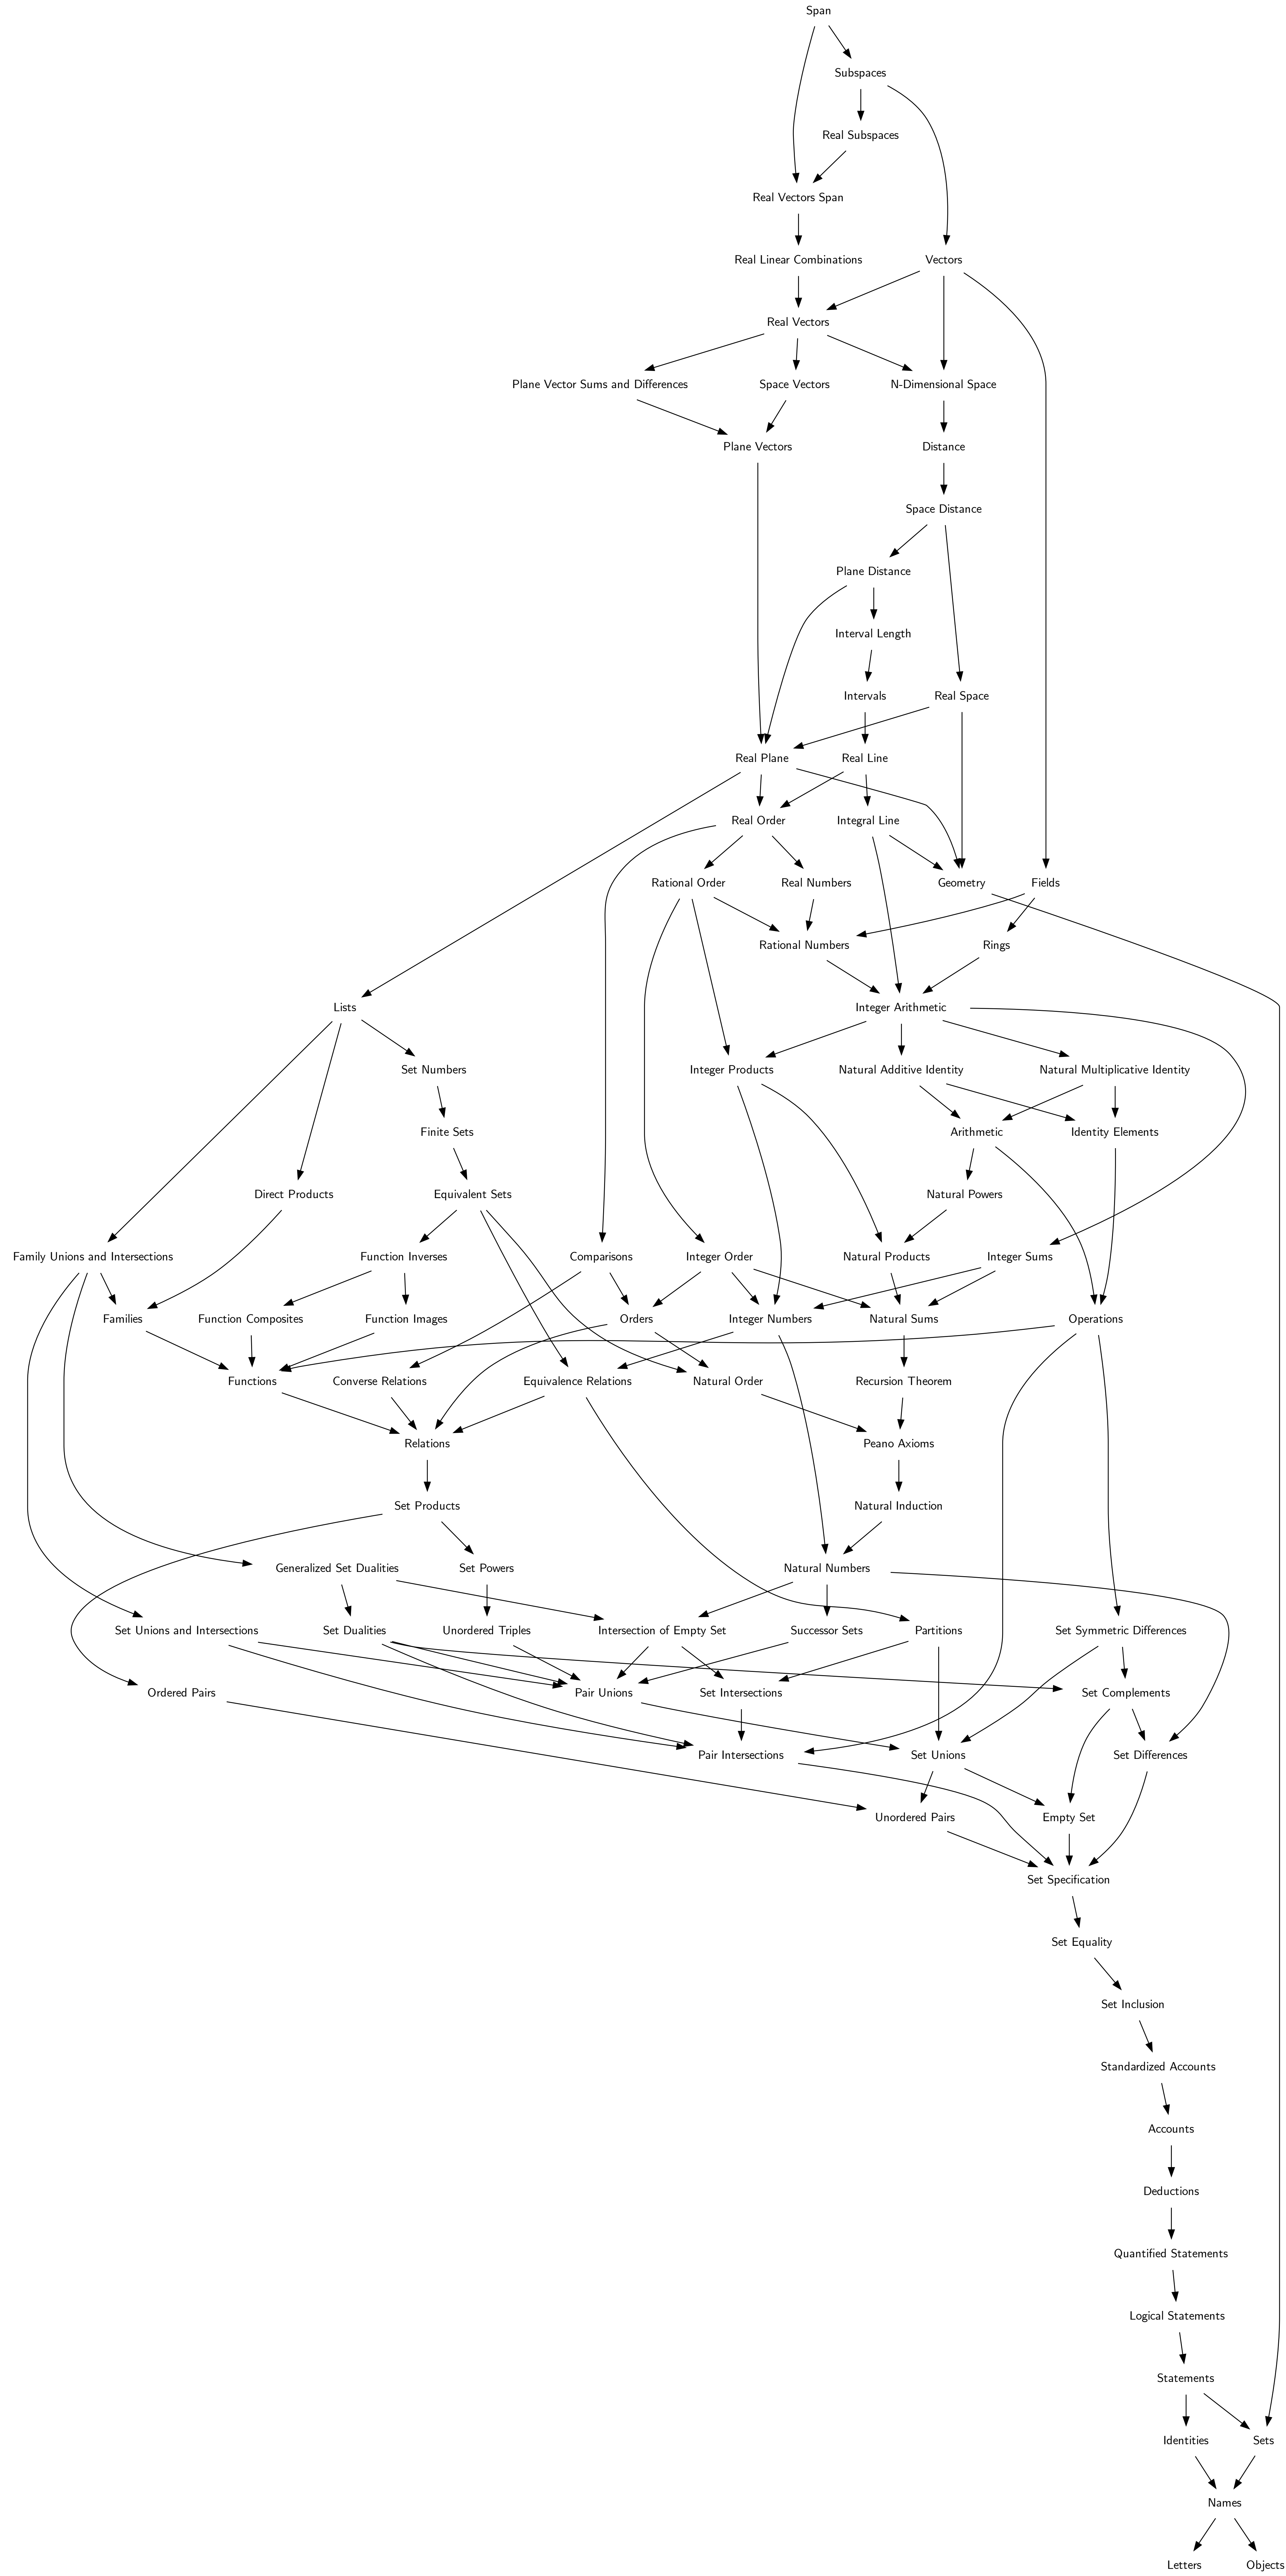 Span
Subspaces
Real Subspaces
Real Vectors Span
Real Linear Combinations
Vectors
Real Vectors
Plane Vector Sums and Differences
Space Vectors
N-Dimensional Space
Plane Vectors
Distance
Space Distance
Plane Distance
Interval Length
Intervals
Real Space
Real Plane
Real Line
Real Order
Integral Line
Rational Order
Real Numbers
Geometry
Fields
Rational Numbers
Rings
Lists
Integer Arithmetic
Set Numbers
Integer Products
Natural Additive Identity
Natural Multiplicative Identity
Finite Sets
Arithmetic
Identity Elements
Direct Products
Equivalent Sets
Natural Powers
Family Unions and Intersections
Function Inverses
Comparisons
Integer Order
Natural Products
Integer Sums
Families
Function Composites
Function Images
Orders
Integer Numbers
Natural Sums
Operations
Functions
Converse Relations
Equivalence Relations
Natural Order
Recursion Theorem
Relations
Peano Axioms
Set Products
Natural Induction
Generalized Set Dualities
Set Powers
Natural Numbers
Set Unions and Intersections
Set Dualities
Unordered Triples
Intersection of Empty Set
Successor Sets
Partitions
Set Symmetric Differences
Ordered Pairs
Pair Unions
Set Intersections
Set Complements
Pair Intersections
Set Unions
Set Differences
Unordered Pairs
Empty Set
Set Specification
Set Equality
Set Inclusion
Standardized Accounts
Accounts
Deductions
Quantified Statements
Logical Statements
Statements
Identities
Sets
Names
Letters
Objects